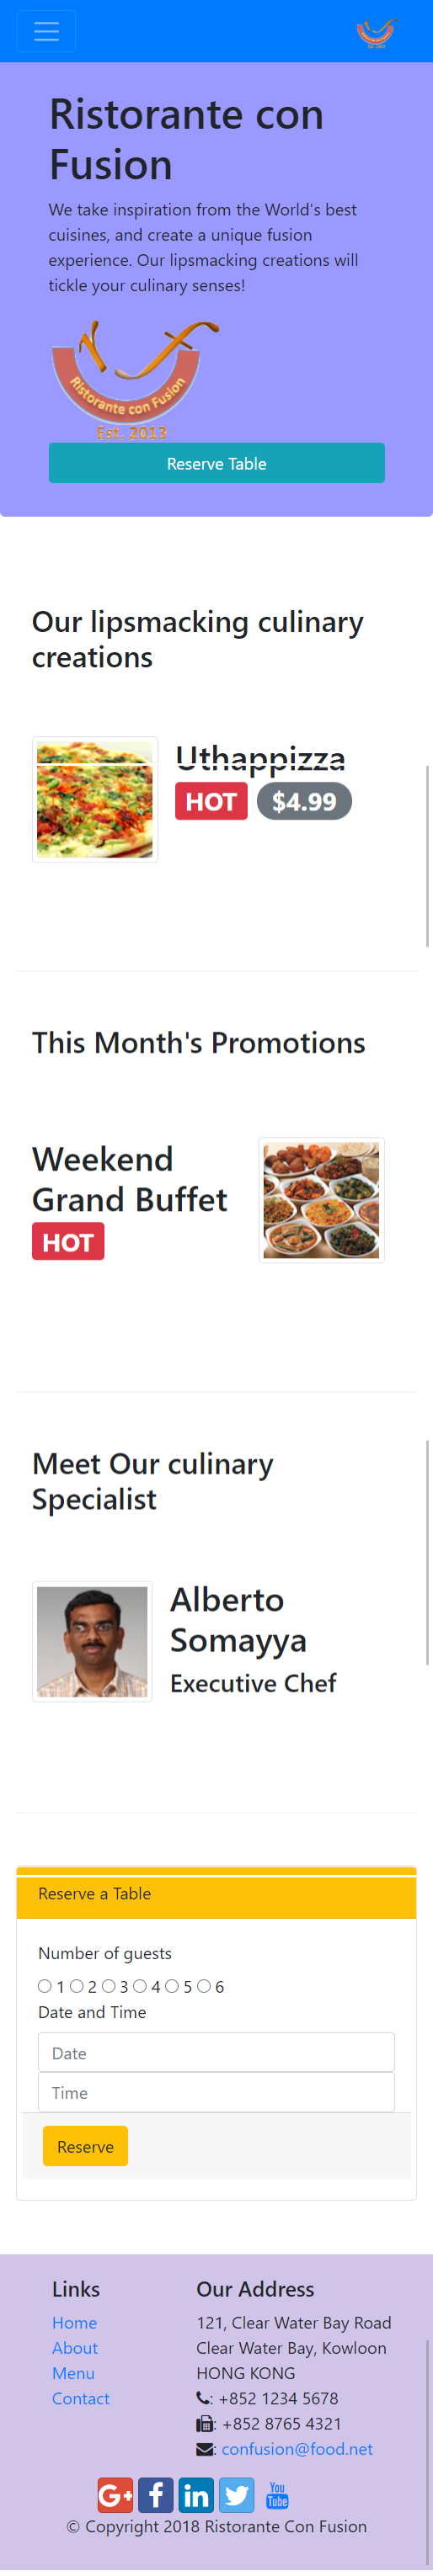 Ristorante con
Fusion
We take inspiration from the World's best
cuisines, and create a unique fusion
experience. Our lipsmacking creations will
tickle your culinary senses!
Ristorante con Fusion
Est. 2013
Reserve Table
Our lipsmacking culinary
creations
Uthappizza
HOT $4.99
This Month's Promotions
Weekend
Grand Buffet
HOT
Meet Our culinary
Specialist
Alberto
Somayya
Executive Chef
Reserve a Table
Number of guests
1 2 3 4 5 6
Date and Time
Date
Time
Reserve
Links
Home
About
Menu
Contact
Our Address
121, Clear Water Bay Road
Clear Water Bay, Kowloon
HONG KONG
: +852 1234 5678
: +852 8765 4321
: confusion@food.net
G+ f in You Tube
© Copyright 2018 Ristorante Con Fusion